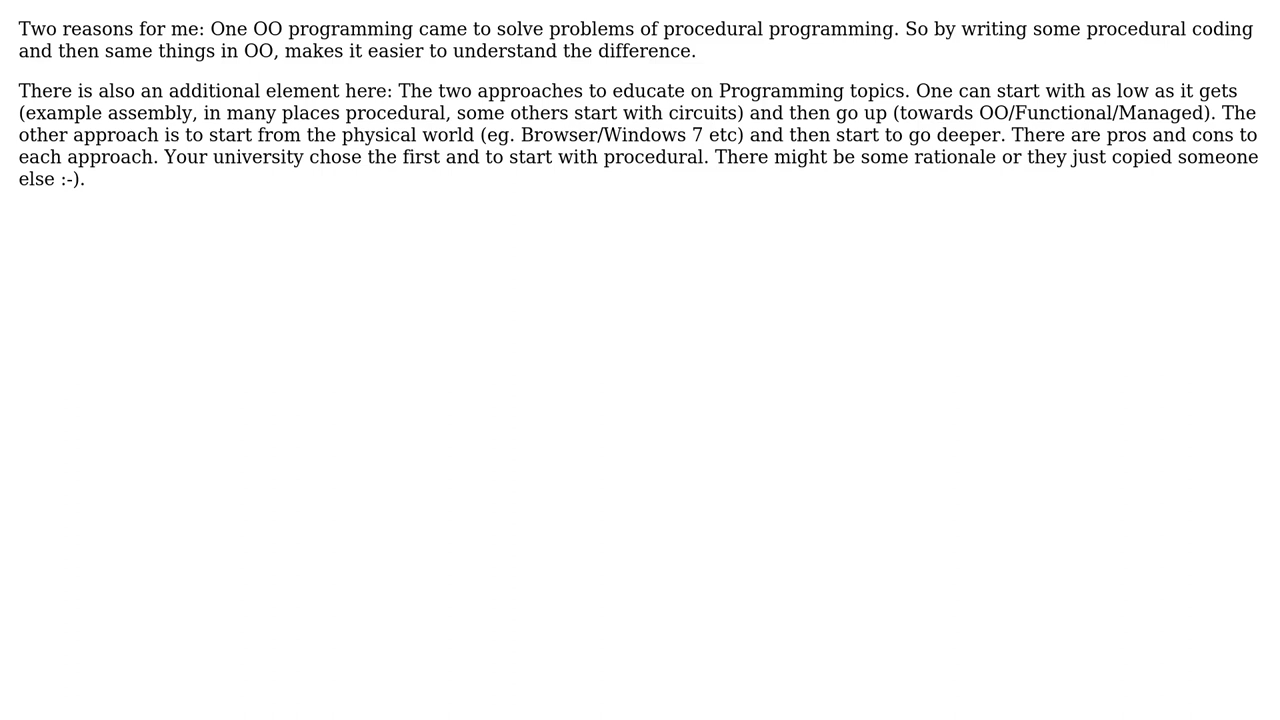 Two reasons for me: One OO programming came to solve problems of procedural programming. So by writing some procedural coding
and then same things in OO, makes it easier to understand the difference.
There is also an additional element here: The two approaches to educate on Programming topics. One can start with as low as it gets
(example assembly, in many places procedural, some others start with circuits) and then go up (towards OO/Functional/Managed). The
other approach is to start from the physical world (eg. Browser/Windows 7 etc) and then start to go deeper. There are pros and cons to
each approach. Your university chose the first and to start with procedural. There might be some rationale or they just copied someone
else :-).